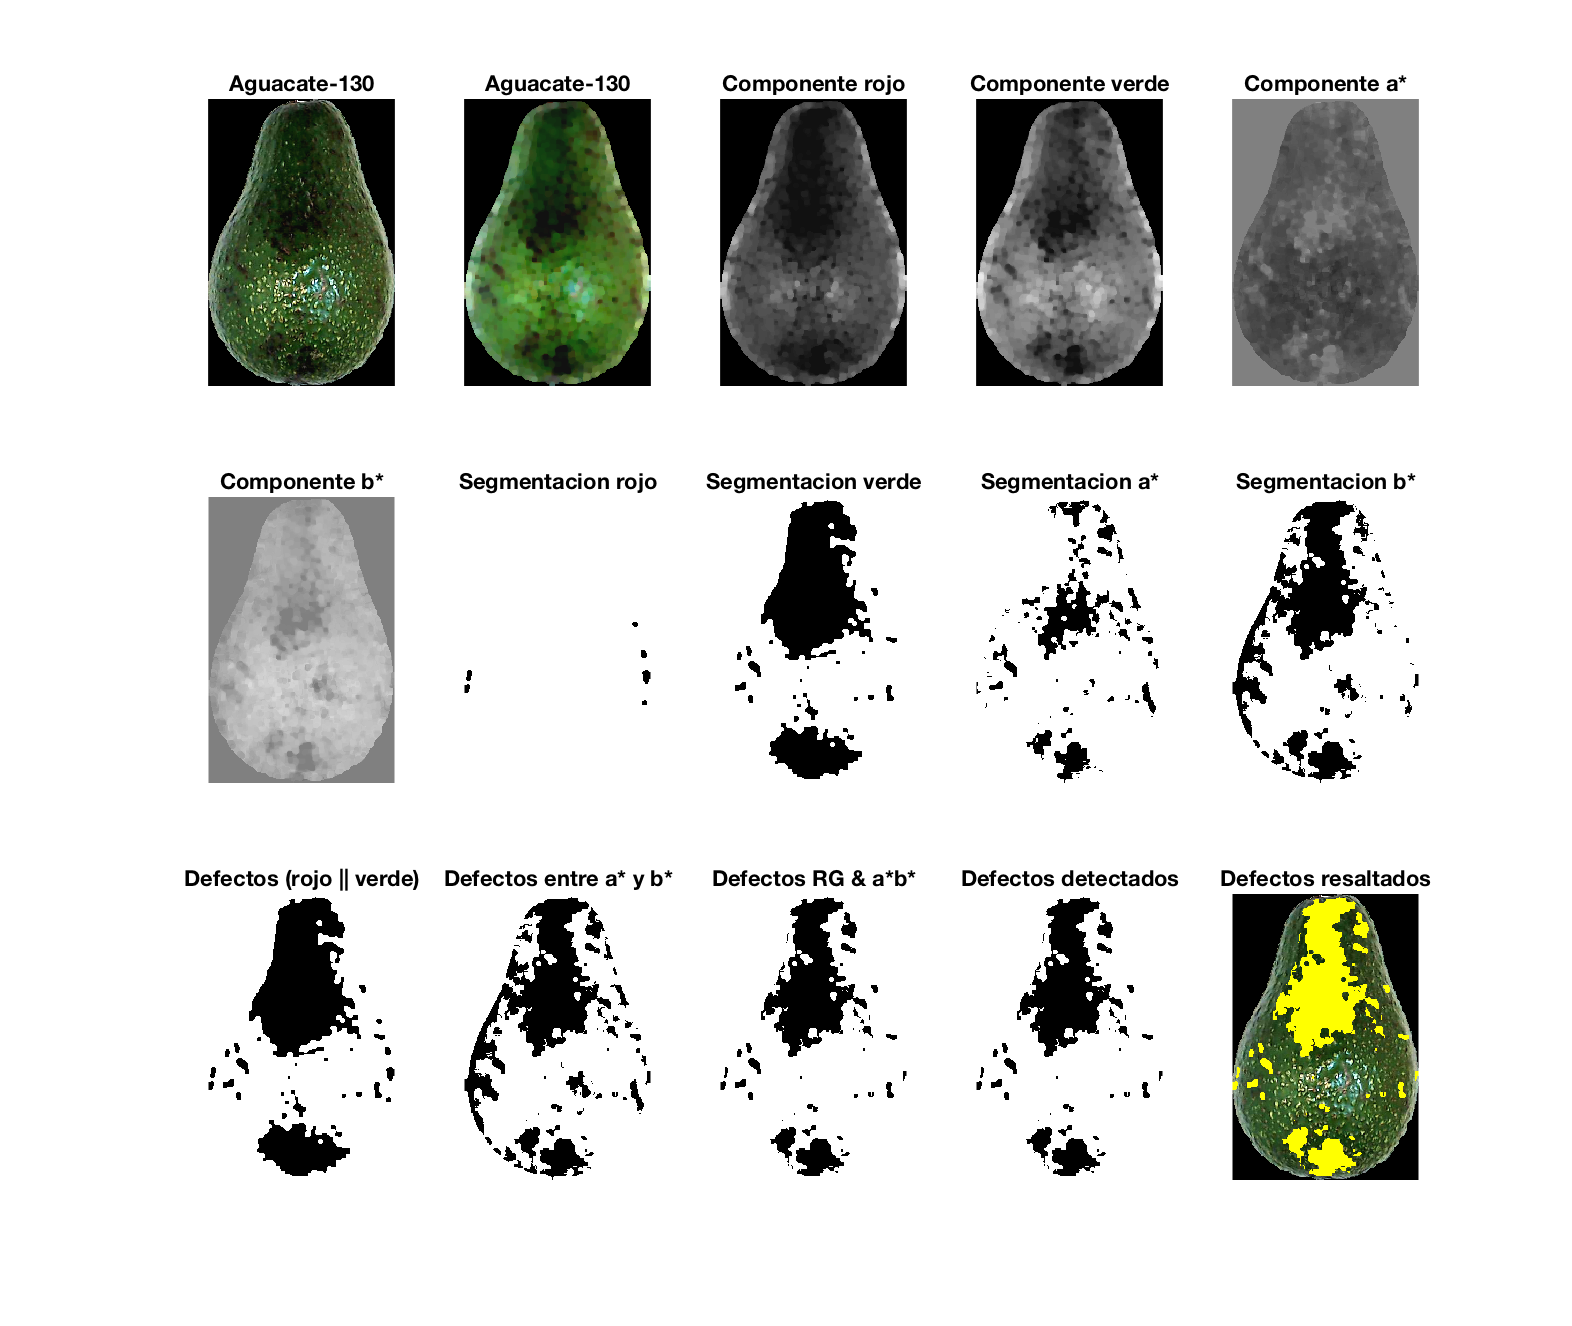 Aguacate-130
Aguacate-130
Componente rojo
Componente verde
Componente a*
Componente b*
Segmentacion rojo
Segmentacion verde
Segmentacion a*
Segmentacion b*
Defectos (rojo || verde)
Defectos entre a* y b*
Defectos RG & a*b*
Defectos detectados
Defectos resaltados